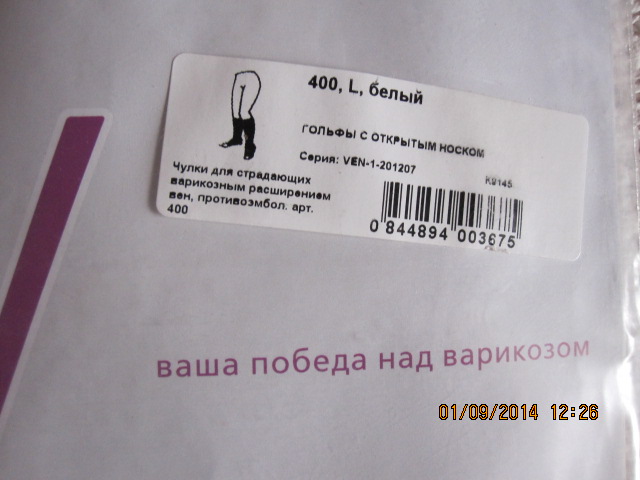 400, L, белый
ГОЛЬФЫ С ОТКРЫТЫМ НОСКОМ
Серия: VEN-1-201207
K9145
Чулки для страдающих
варикозным расширением
вен, противоэмбол. арт.
400
0 844894 003675
ваша победа над варикозом
01/09/2014 12:26